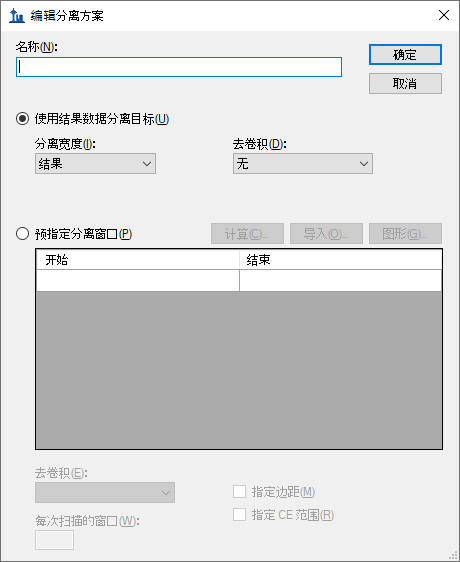 编辑分离方案
名称(N):
确定
取消
使用结果数据分离目标(U)
分离宽度(I): 去卷积(D):
结果 无
预指定分离窗口(P) 计算(C)... 导入(O)... 图形(G)...
开始 结束
去卷积(E):
指定边距(M)
每次扫描的窗口(W):
指定 CE 范围(R)